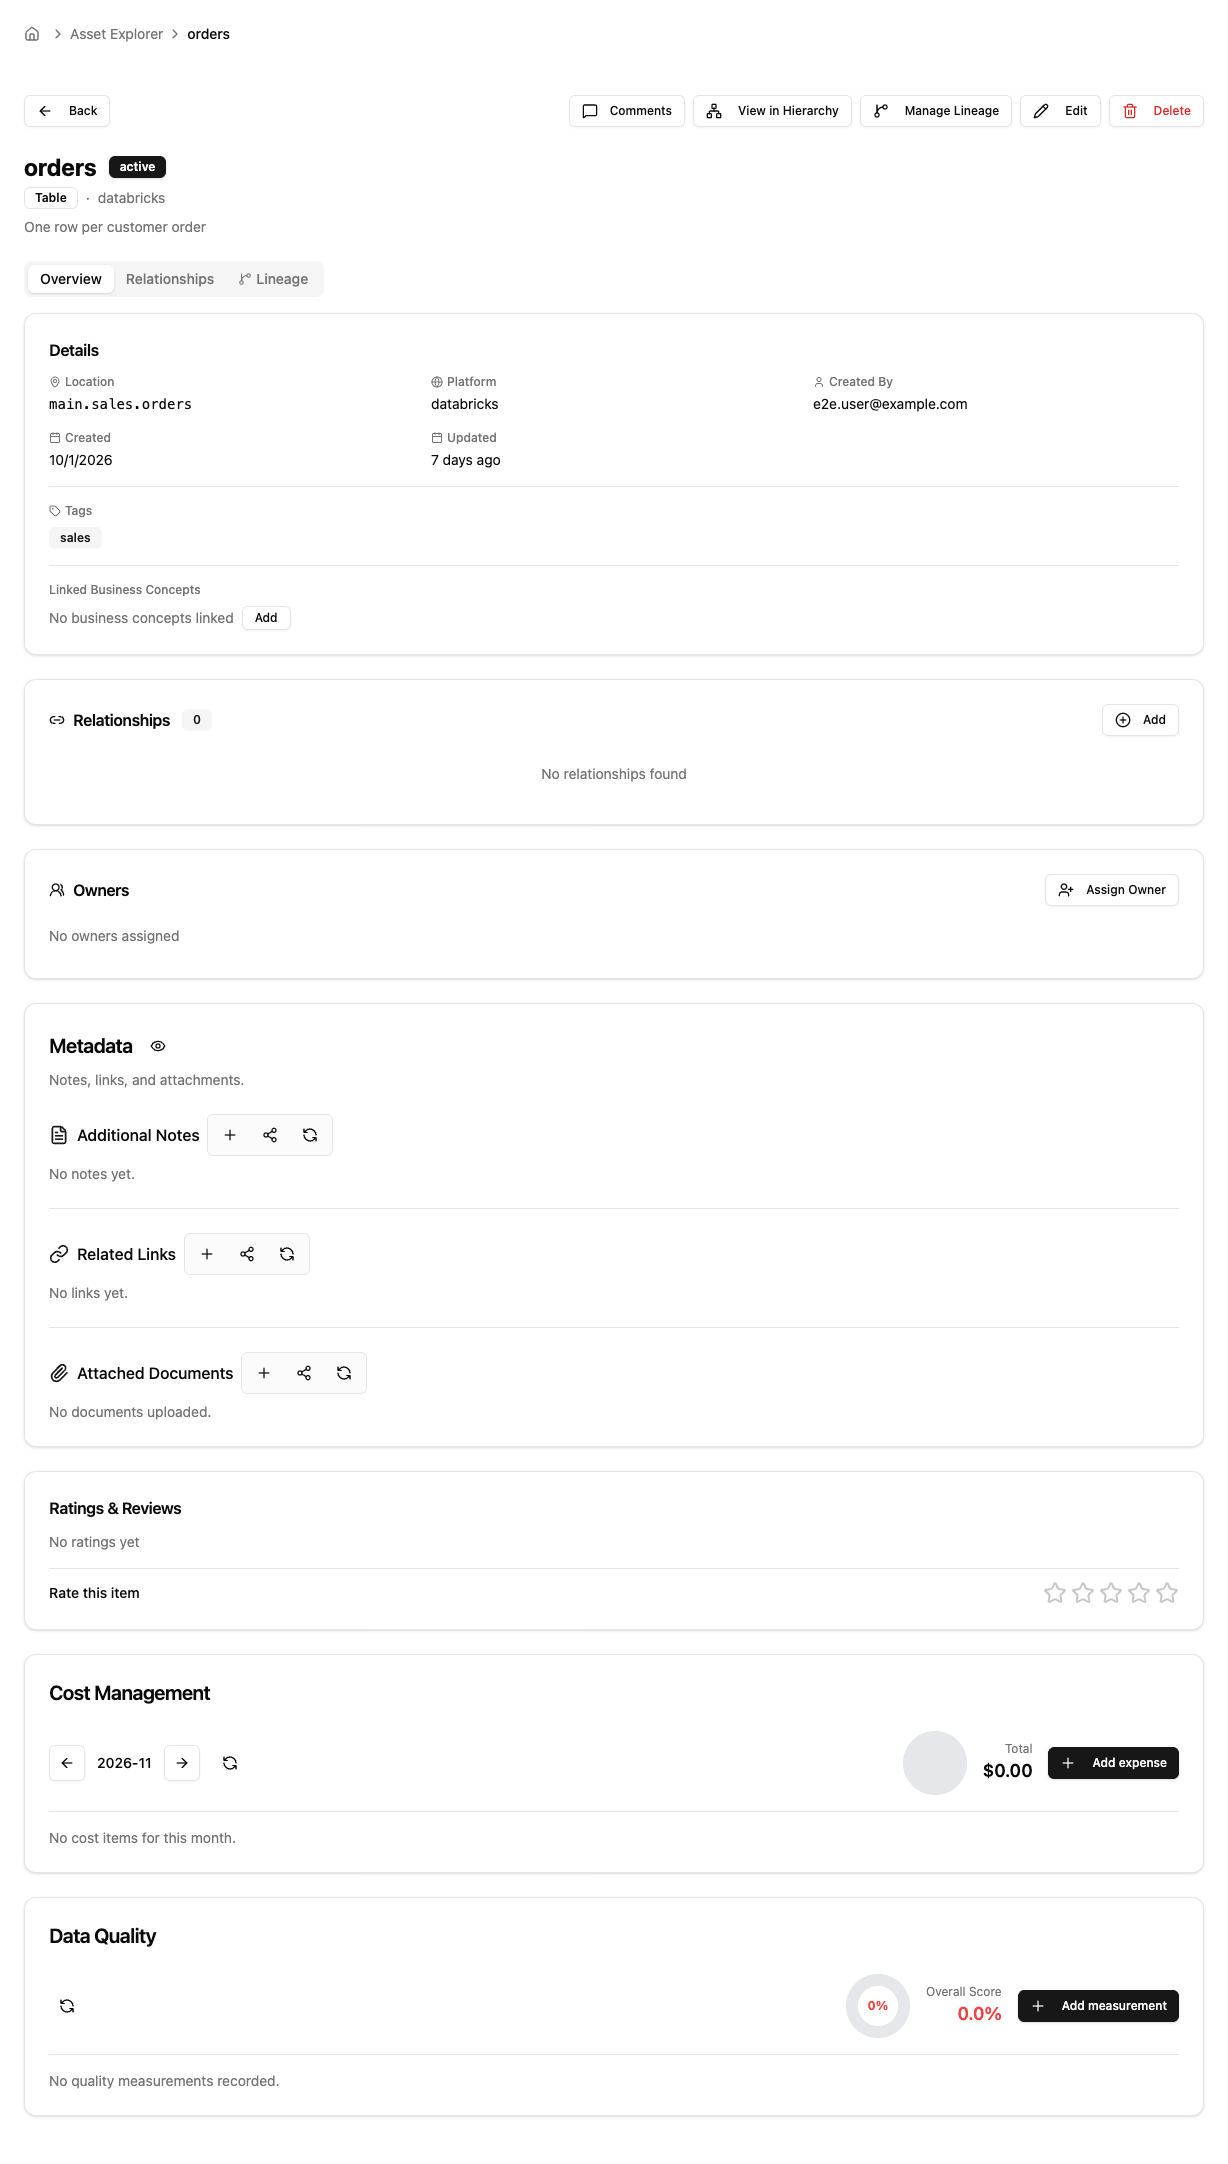 Asset Explorer
orders
Back
Comments
View in Hierarchy
Manage Lineage
Edit
Delete
orders
active
Table · databricks
One row per customer order
Overview
Relationships
Lineage
Details
Location
main.sales.orders
Platform
databricks
Created By
e2e.user@example.com
Created
10/1/2026
Updated
7 days ago
Tags
sales
Linked Business Concepts
No business concepts linked
Add
Relationships
0
Add
No relationships found
Owners
Assign Owner
No owners assigned
Metadata
Notes, links, and attachments.
Additional Notes
No notes yet.
Related Links
No links yet.
Attached Documents
No documents uploaded.
Ratings & Reviews
No ratings yet
Rate this item
Cost Management
2026-11
Total
$0.00
Add expense
No cost items for this month.
Data Quality
0%
Overall Score
0.0%
Add measurement
No quality measurements recorded.